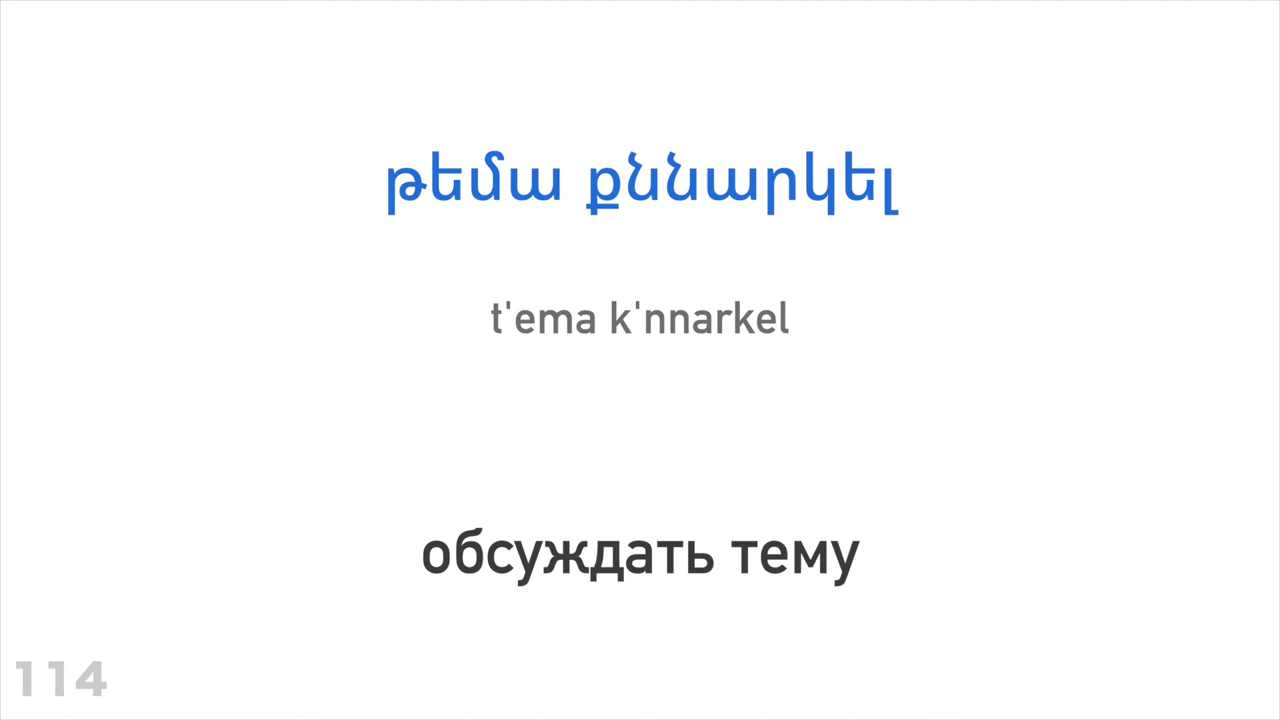 թեմա քննարկել
t'ema k'nnarkel
обсуждать тему
114